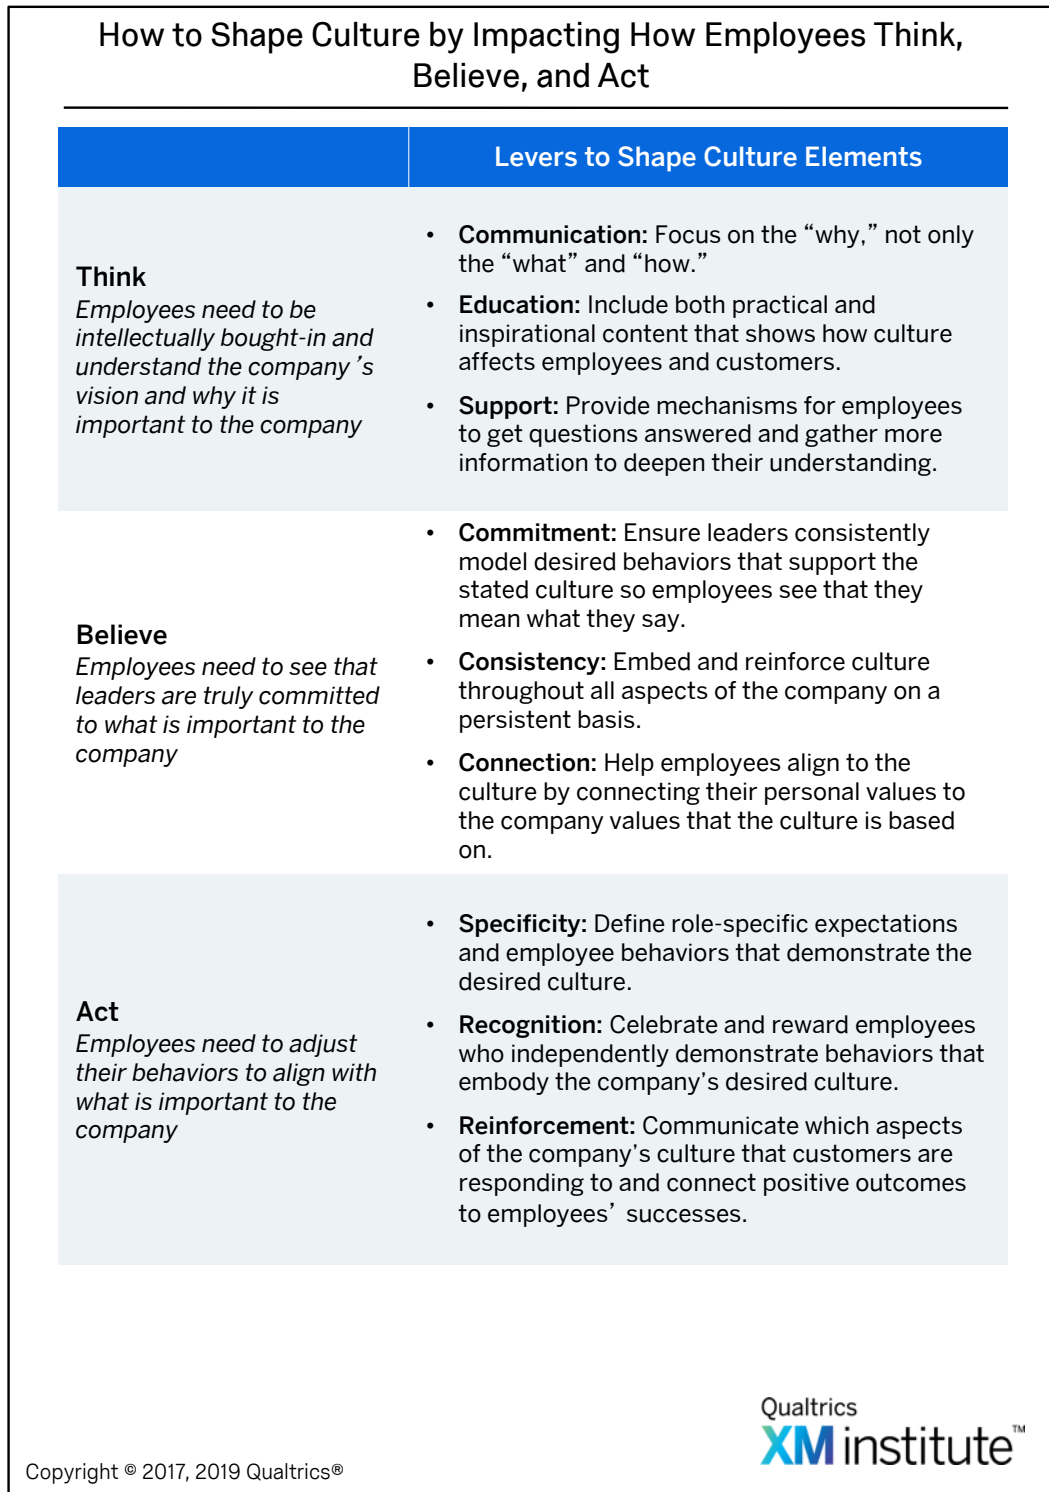 How to Shape Culture by Impacting How Employees Think,
Believe, and Act
Levers to Shape Culture Elements
Think
Employees need to be
intellectually bought-in and
understand the company’s
vision and why it is
important to the company
• Communication: Focus on the “why,” not only
the “what” and “how.”
• Education: Include both practical and
inspirational content that shows how culture
affects employees and customers.
• Support: Provide mechanisms for employees
to get questions answered and gather more
information to deepen their understanding.
Believe
Employees need to see that
leaders are truly committed
to what is important to the
company
• Commitment: Ensure leaders consistently
model desired behaviors that support the
stated culture so employees see that they
mean what they say.
• Consistency: Embed and reinforce culture
throughout all aspects of the company on a
persistent basis.
• Connection: Help employees align to the
culture by connecting their personal values to
the company values that the culture is based
on.
Act
Employees need to adjust
their behaviors to align with
what is important to the
company
• Specificity: Define role-specific expectations
and employee behaviors that demonstrate the
desired culture.
• Recognition: Celebrate and reward employees
who independently demonstrate behaviors that
embody the company’s desired culture.
• Reinforcement: Communicate which aspects
of the company’s culture that customers are
responding to and connect positive outcomes
to employees’ successes.
Qualtrics
XM institute™
Copyright © 2017, 2019 Qualtrics®